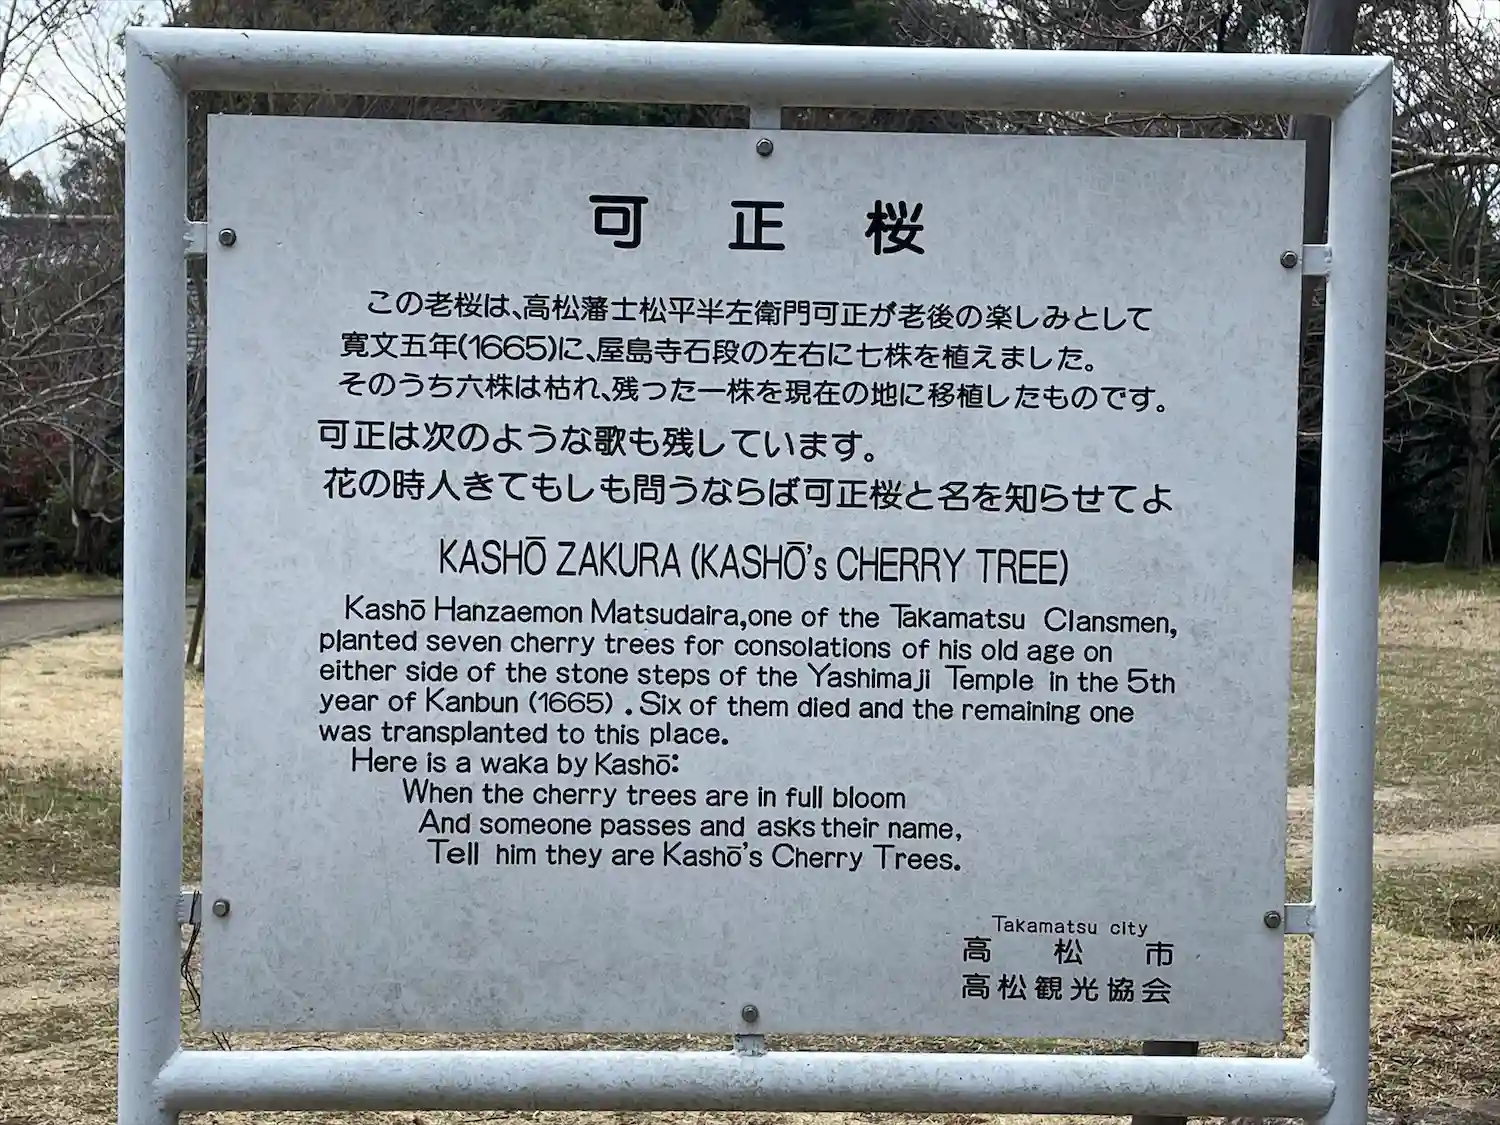 可正桜
この老桜は、高松藩士松平半左衛門可正が老後の楽しみとして
寛文五年(1665)に、屋島寺石段の左右に七株を植えました。
そのうち六株は枯れ、残った一株を現在の地に移植したものです。
可正は次のような歌も残しています。
花の時人きてもしも問うならば可正桜と名を知らせてよ
KASHŌ ZAKURA (KASHŌ's CHERRY TREE)
Kashō Hanzaemon Matsudaira,one of the Takamatsu Clansmen,
planted seven cherry trees for consolations of his old age on
either side of the stone steps of the Yashimaji Temple in the 5th
year of Kanbun (1665) . Six of them died and the remaining one
was transplanted to this place.
Here is a waka by Kashō:
When the cherry trees are in full bloom
And someone passes and asks their name,
Tell him they are Kashō's Cherry Trees.
Takamatsu city
高松市
高松観光協会